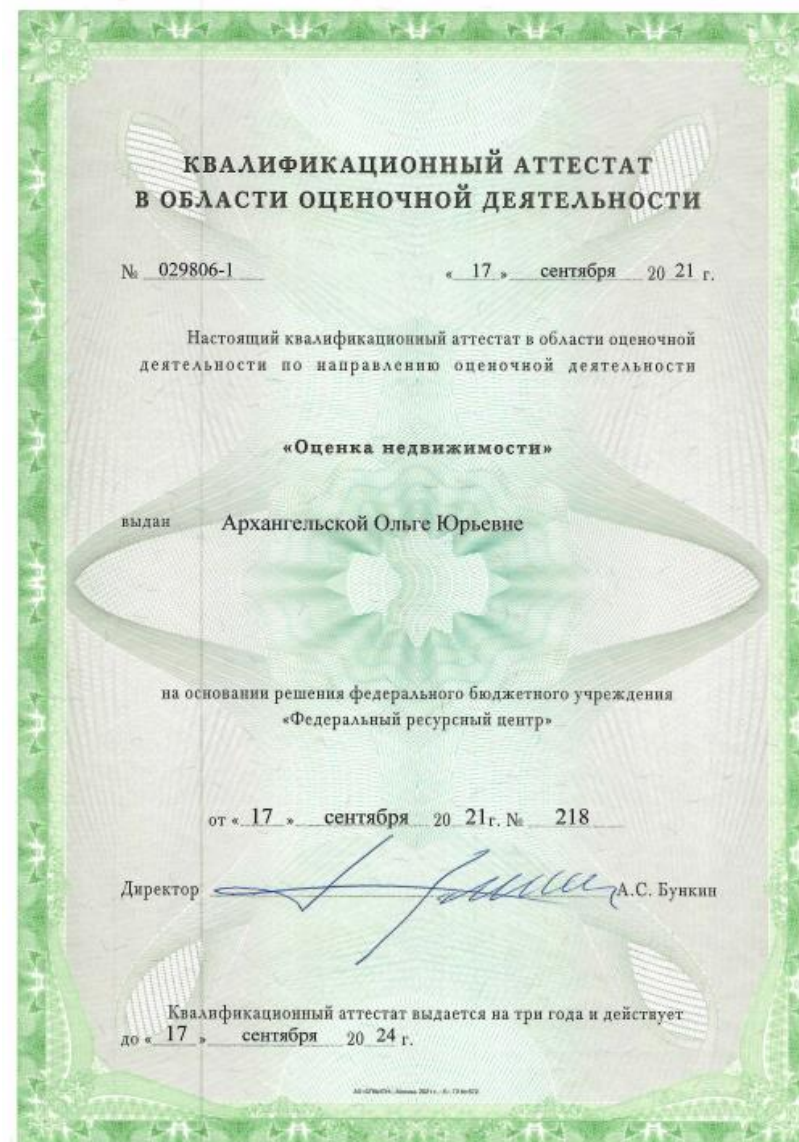 КВАЛИФИКАЦИОННЫЙ АТТЕСТАТ
В ОБЛАСТИ ОЦЕНОЧНОЙ ДЕЯТЕЛЬНОСТИ
№ 029806-1 « 17 » сентября 20 21 г.
Настоящий квалификационный аттестат в области оценочной
деятельности по направлению оценочной деятельности
«Оценка недвижимости»
выдан Архангельской Ольге Юрьевне
на основании решения федерального бюджетного учреждения
«Федеральный ресурсный центр»
от « 17 » сентября 20 21г. № 218
Директор А.С. Бункин
Квалификационный аттестат выдается на три года и действует
до « 17 » сентября 20 24 г.